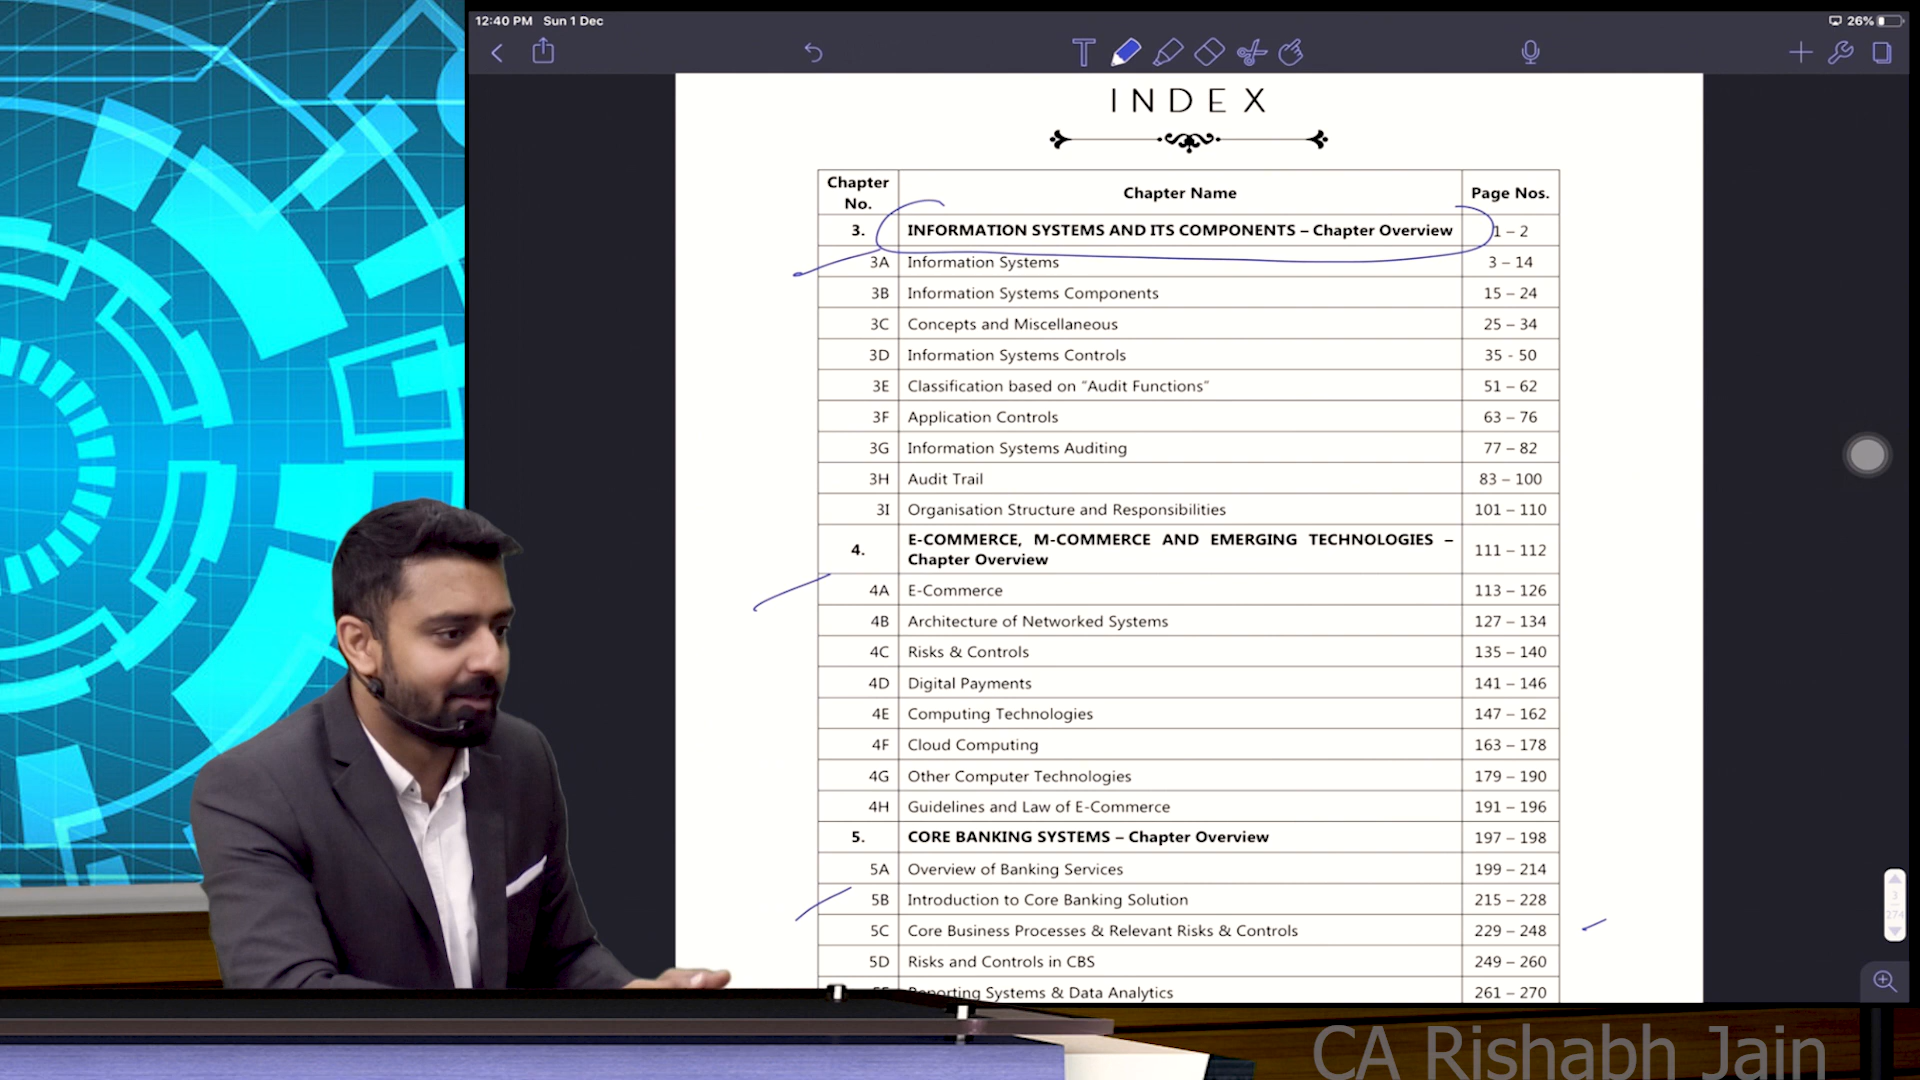 12:40 PM Sun 1 Dec
26%
INDEX
Chapter No. Chapter Name Page Nos.
3. INFORMATION SYSTEMS AND ITS COMPONENTS – Chapter Overview 1 – 2
3A Information Systems 3 – 14
3B Information Systems Components 15 – 24
3C Concepts and Miscellaneous 25 – 34
3D Information Systems Controls 35 - 50
3E Classification based on "Audit Functions" 51 – 62
3F Application Controls 63 – 76
3G Information Systems Auditing 77 – 82
3H Audit Trail 83 – 100
3I Organisation Structure and Responsibilities 101 – 110
4. E-COMMERCE, M-COMMERCE AND EMERGING TECHNOLOGIES – Chapter Overview 111 – 112
4A E-Commerce 113 – 126
4B Architecture of Networked Systems 127 – 134
4C Risks & Controls 135 – 140
4D Digital Payments 141 – 146
4E Computing Technologies 147 – 162
4F Cloud Computing 163 – 178
4G Other Computer Technologies 179 – 190
4H Guidelines and Law of E-Commerce 191 – 196
5. CORE BANKING SYSTEMS – Chapter Overview 197 – 198
5A Overview of Banking Services 199 – 214
5B Introduction to Core Banking Solution 215 – 228
5C Core Business Processes & Relevant Risks & Controls 229 – 248
5D Risks and Controls in CBS 249 – 260
Systems & Data Analytics 261 – 270
3
274
CA Rishabh Jain